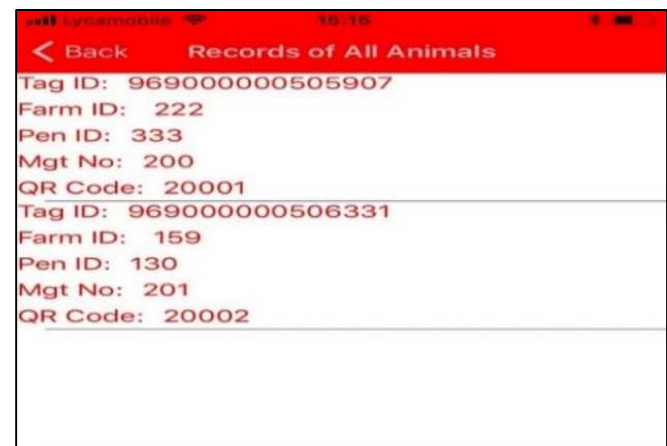 Lycamobile 15:15
Back Records of All Animals
Tag ID: 969000000505907
Farm ID: 222
Pen ID: 333
Mgt No: 200
QR Code: 20001
Tag ID: 969000000506331
Farm ID: 159
Pen ID: 130
Mgt No: 201
QR Code: 20002